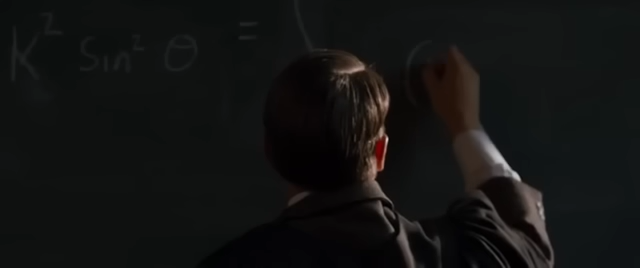 K² Sin² θ = (